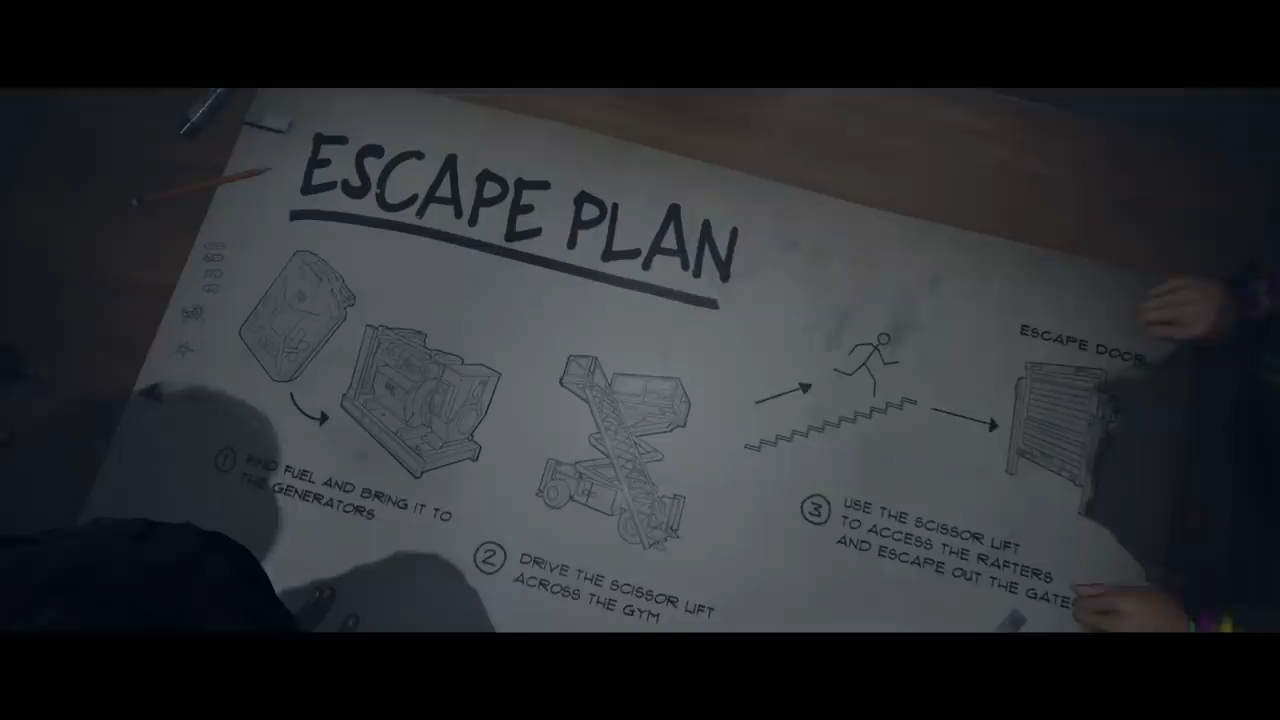 ESCAPE PLAN
ESCAPE DOOR
1 FIND FUEL AND BRING IT TO
THE GENERATORS
2 DRIVE THE SCISSOR LIFT
ACROSS THE GYM
3 USE THE SCISSOR LIFT
TO ACCESS THE RAFTERS
AND ESCAPE OUT THE GATE